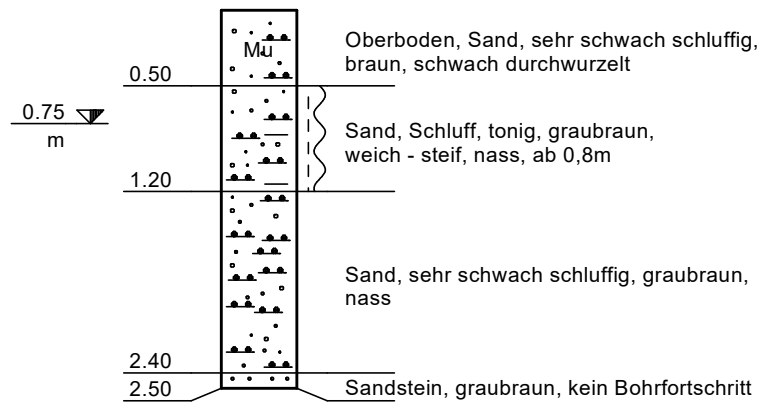 Mu
Oberboden, Sand, sehr schwach schluffig,
braun, schwach durchwurzelt
0.50
0.75
m
Sand, Schluff, tonig, graubraun,
weich - steif, nass, ab 0,8m
1.20
Sand, sehr schwach schluffig, graubraun,
nass
2.40
2.50
Sandstein, graubraun, kein Bohrfortschritt